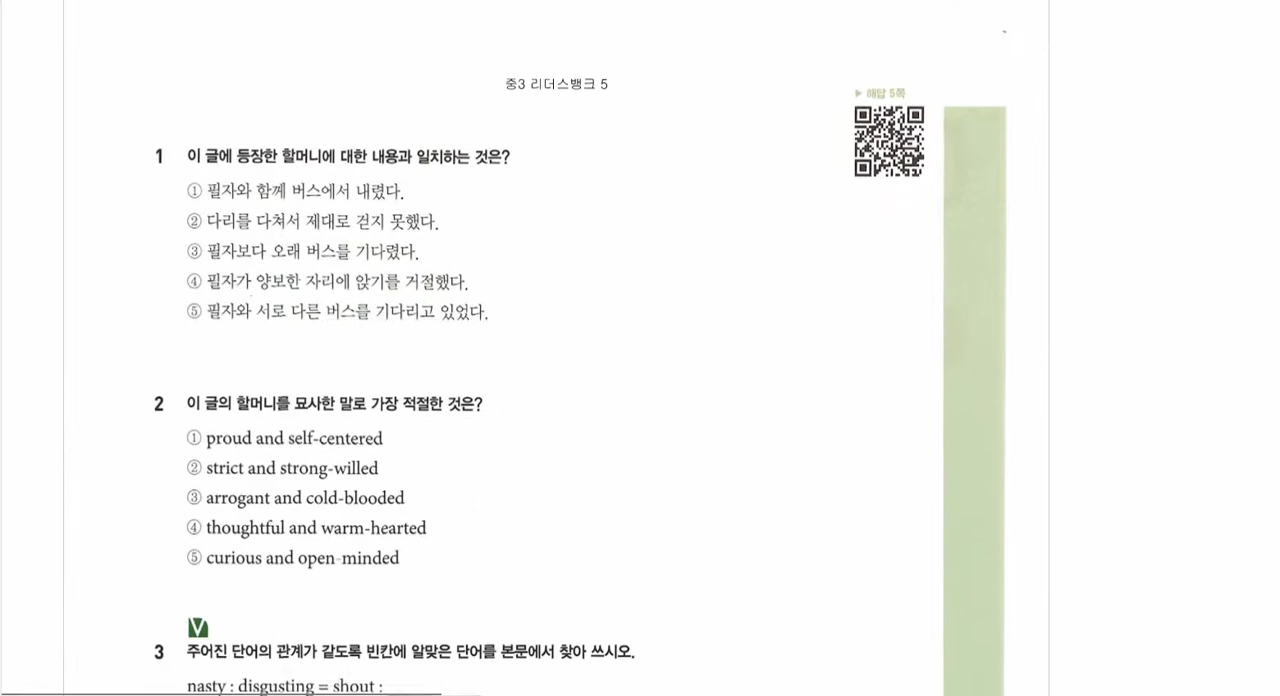 중3 리더스뱅크 5
▶ 해답 5쪽
1 이 글에 등장한 할머니에 대한 내용과 일치하는 것은?
① 필자와 함께 버스에서 내렸다.
② 다리를 다쳐서 제대로 걷지 못했다.
③ 필자보다 오래 버스를 기다렸다.
④ 필자가 양보한 자리에 앉기를 거절했다.
⑤ 필자와 서로 다른 버스를 기다리고 있었다.
2 이 글의 할머니를 묘사한 말로 가장 적절한 것은?
① proud and self-centered
② strict and strong-willed
③ arrogant and cold-blooded
④ thoughtful and warm-hearted
⑤ curious and open-minded
V
3 주어진 단어의 관계가 같도록 빈칸에 알맞은 단어를 본문에서 찾아 쓰시오.
nasty : disgusting = shout :